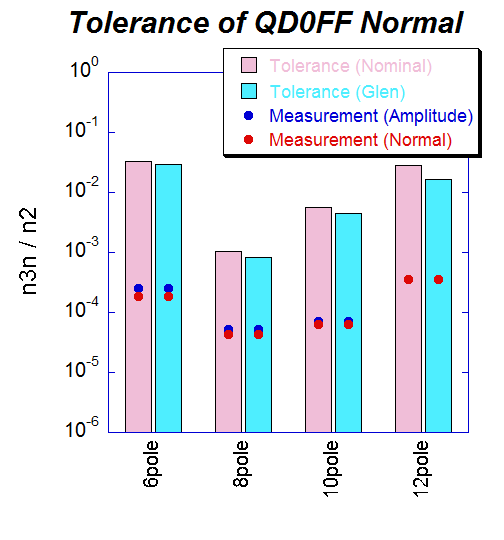 Tolerance of QD0FF Normal
Tolerance (Nominal)
Tolerance (Glen)
Measurement (Amplitude)
Measurement (Normal)
n3n / n2
10^0
10^-1
10^-2
10^-3
10^-4
10^-5
10^-6
6pole
8pole
10pole
12pole